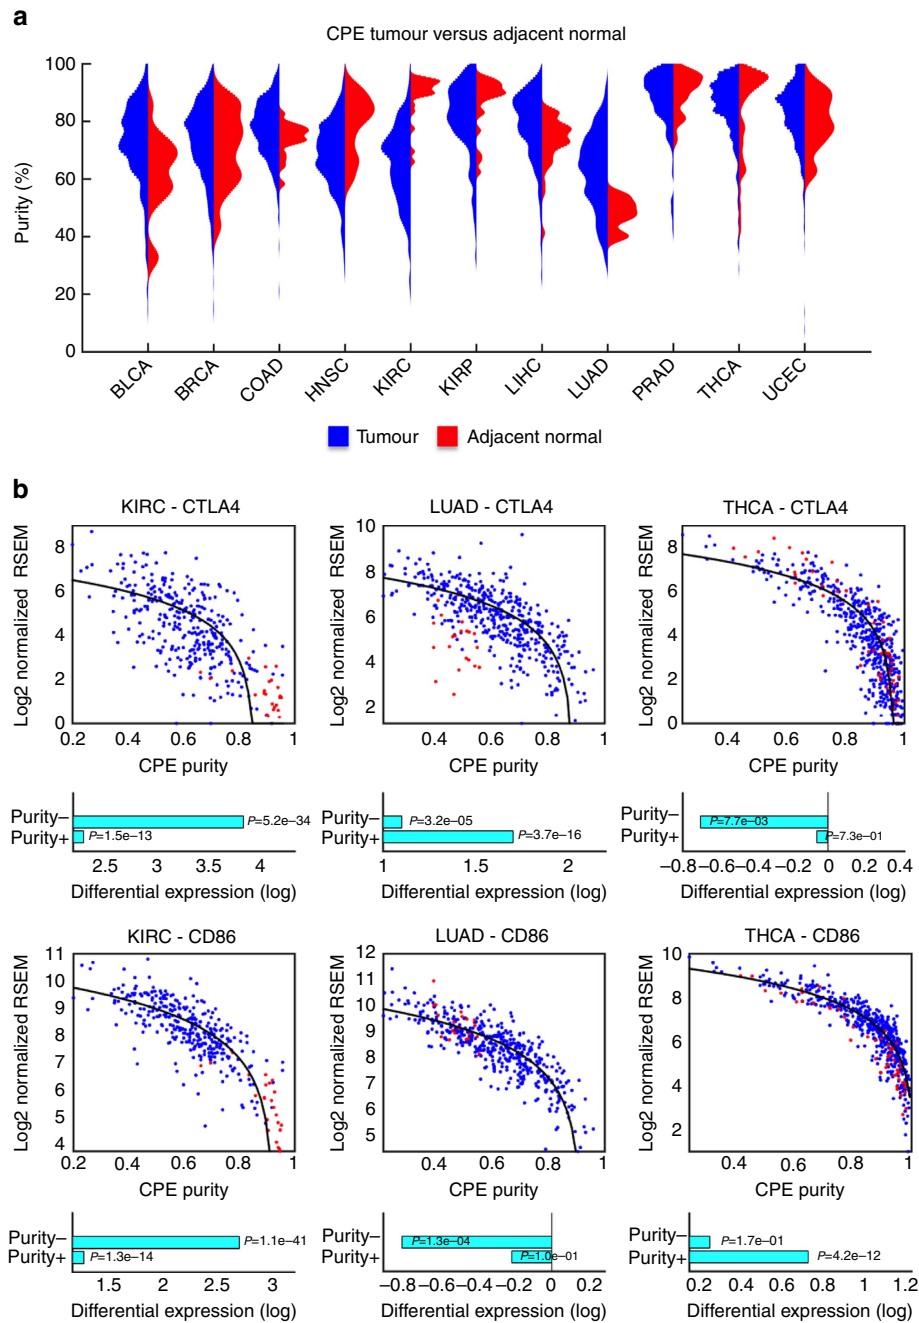 a
CPE tumour versus adjacent normal
Purity (%)
100
80
60
40
20
0
BLCA
BRCA
COAD
HNSC
KIRC
KIRP
LIHC
LUAD
PRAD
THCA
UCEC
Tumour
Adjacent normal
b
KIRC - CTLA4
Log2 normalized RSEM
8
6
4
2
0
0.2 0.4 0.6 0.8 1
CPE purity
LUAD - CTLA4
Log2 normalized RSEM
10
8
6
4
2
0.4 0.6 0.8 1
CPE purity
THCA - CTLA4
Log2 normalized RSEM
8
6
4
2
0
0.4 0.6 0.8 1
CPE purity
Purity− P=5.2e−34
Purity+ P=1.5e−13
2.5 3 3.5 4
Differential expression (log)
Purity− P=3.2e−05
Purity+ P=3.7e−16
1 1.5 2
Differential expression (log)
Purity− P=7.7e−03
Purity+ P=7.3e−01
−0.8−0.6−0.4−0.2 0 0.2 0.4
Differential expression (log)
KIRC - CD86
Log2 normalized RSEM
11
10
9
8
7
6
5
4
0.2 0.4 0.6 0.8 1
CPE purity
LUAD - CD86
Log2 normalized RSEM
12
11
10
9
8
7
6
5
0.4 0.6 0.8 1
CPE purity
THCA - CD86
Log2 normalized RSEM
10
8
6
4
2
0.4 0.6 0.8 1
CPE purity
Purity− P=1.1e−41
Purity+ P=1.3e−14
1.5 2 2.5 3
Differential expression (log)
Purity− P=1.3e−04
Purity+ P=1.0e−01
−0.8−0.6−0.4−0.2 0 0.2
Differential expression (log)
Purity− P=1.7e−01
Purity+ P=4.2e−12
0.2 0.4 0.6 0.8 1 1.2
Differential expression (log)